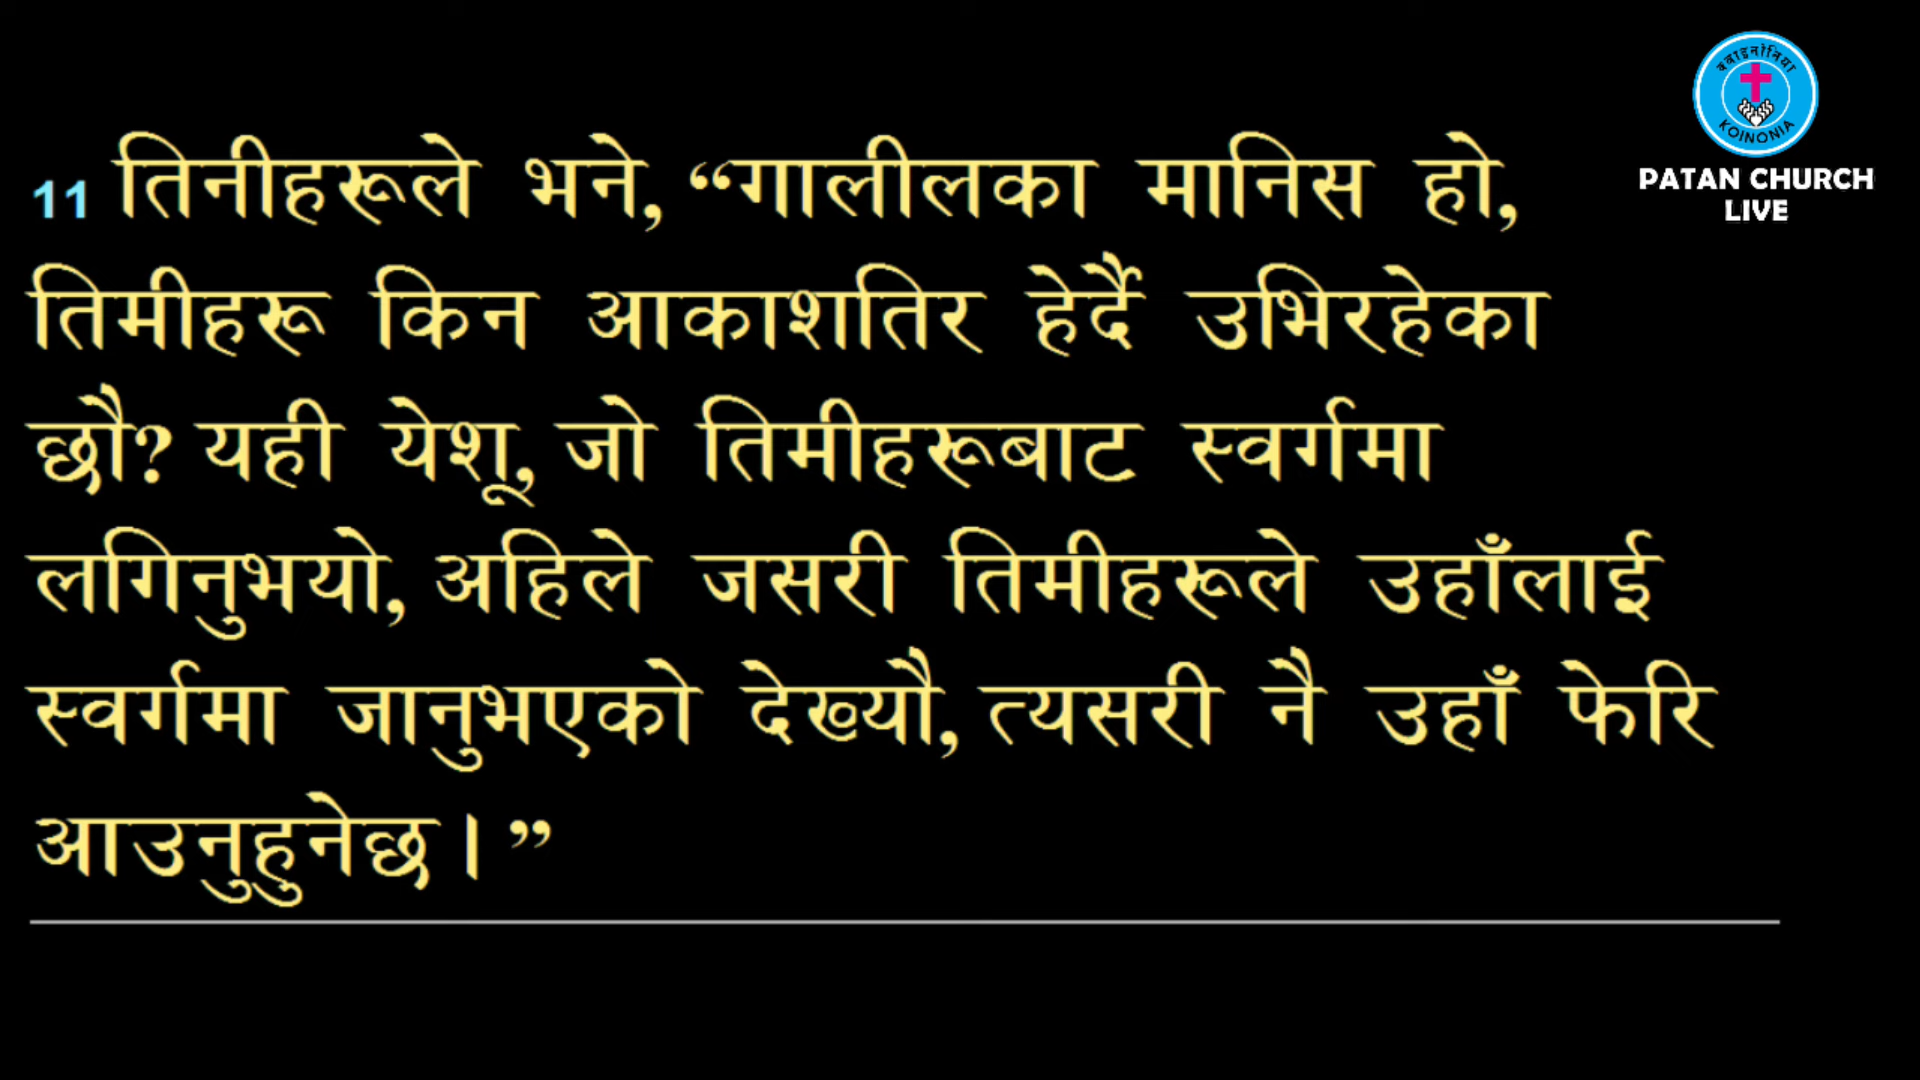 क्वाइनोनिया
KOINONIA
PATAN CHURCH
LIVE
11 तिनीहरूले भने, “गालीलका मानिस हो,
तिमीहरू किन आकाशतिर हेर्दै उभिरहेका
छौ? यही येशू, जो तिमीहरूबाट स्वर्गमा
लगिनुभयो, अहिले जसरी तिमीहरूले उहाँलाई
स्वर्गमा जानुभएको देख्यौ, त्यसरी नै उहाँ फेरि
आउनुहुनेछ।”